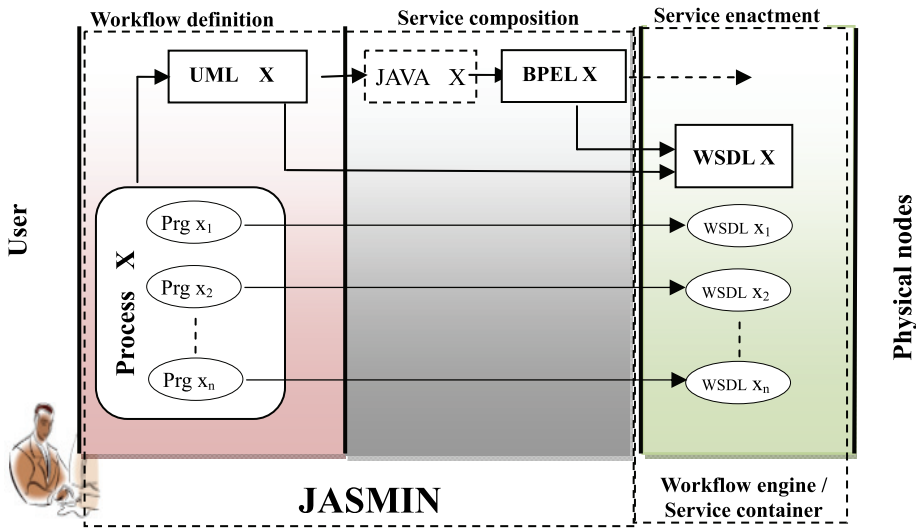 Workflow definition
Service composition
Service enactment
UML X
JAVA X
BPEL X
WSDL X
User
Process X
Prg x1
Prg x2
Prg xn
WSDL x1
WSDL x2
WSDL xn
Physical nodes
JASMIN
Workflow engine /
Service container